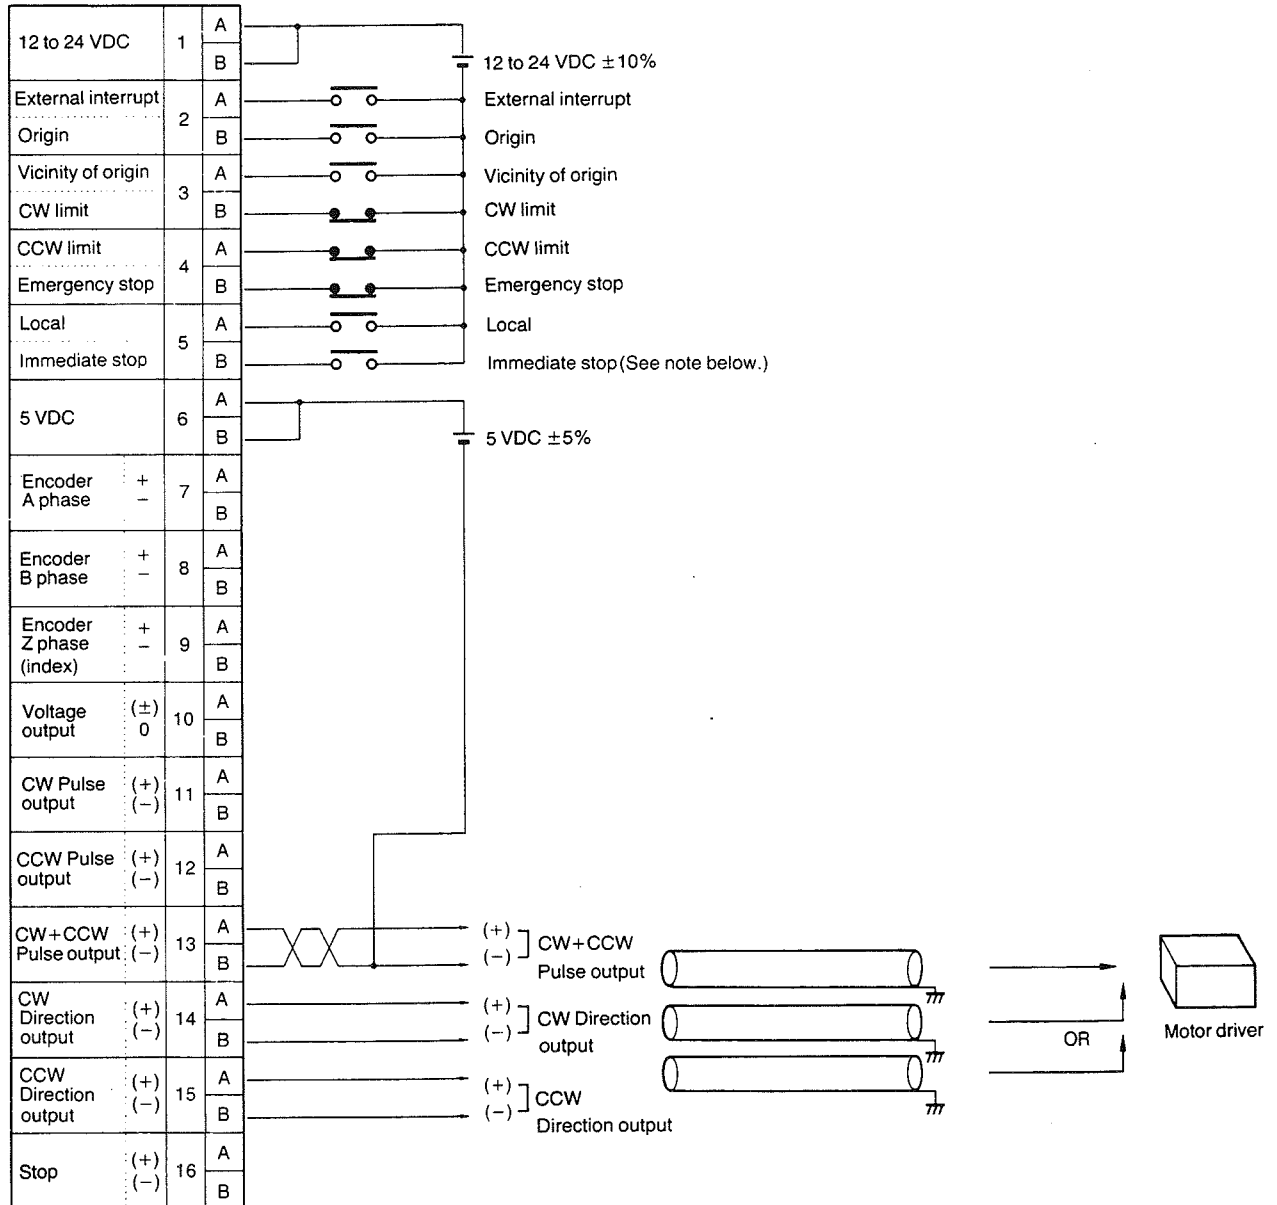 12 to 24 VDC 1 A
B 12 to 24 VDC ±10%
External interrupt 2 A External interrupt
Origin B Origin
Vicinity of origin 3 A Vicinity of origin
CW limit B CW limit
CCW limit 4 A CCW limit
Emergency stop B Emergency stop
Local 5 A Local
Immediate stop B Immediate stop (See note below.)
5 VDC 6 A
B 5 VDC ±5%
Encoder + 7 A
A phase − B
Encoder + 8 A
B phase − B
Encoder + 9 A
Z phase −
(index) B
Voltage (±) 10 A
output 0 B
CW Pulse (+) 11 A
output (−) B
CCW Pulse (+) 12 A
output (−) B
CW+CCW (+) 13 A (+) CW+CCW
Pulse output (−) B (−) Pulse output
CW
Direction (+) 14 A (+) CW Direction
output (−) B (−) output
OR
Motor driver
CCW
Direction (+) 15 A (+) CCW
output (−) B (−) Direction output
Stop (+) 16 A
(−) B